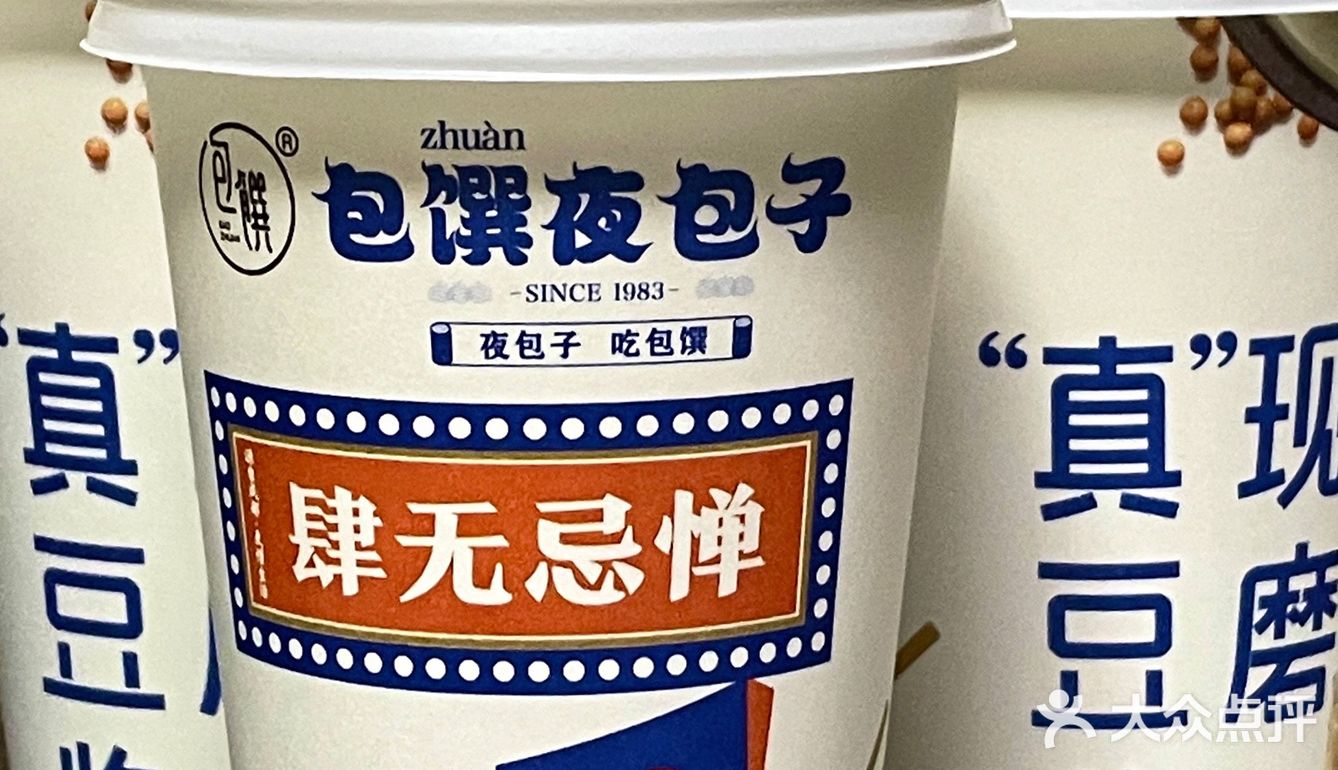 包馔
®
zhuàn
包馔夜包子
-SINCE 1983-
夜包子 吃包馔
肆无忌惮
“真”
豆
“真”现
豆磨
大众点评